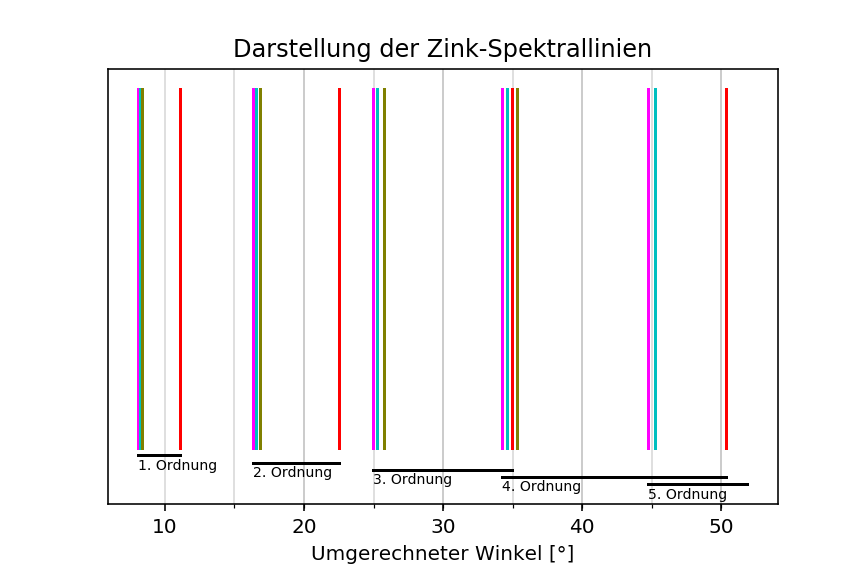 Darstellung der Zink-Spektrallinien
1. Ordnung
2. Ordnung
3. Ordnung
4. Ordnung
5. Ordnung
10 20 30 40 50
Umgerechneter Winkel [°]